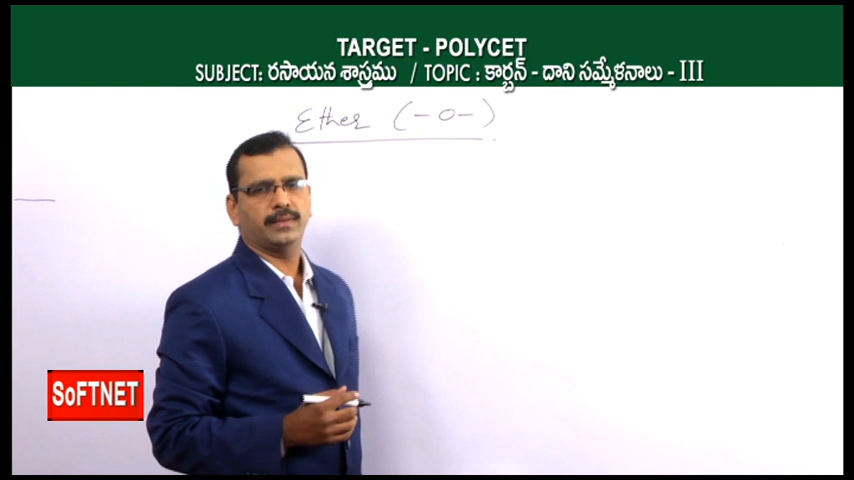 TARGET - POLYCET
SUBJECT: రసాయన శాస్త్రము / TOPIC : కార్బన్ - దాని సమ్మేళనాలు - III
Ether (-O-)
SoFTNET